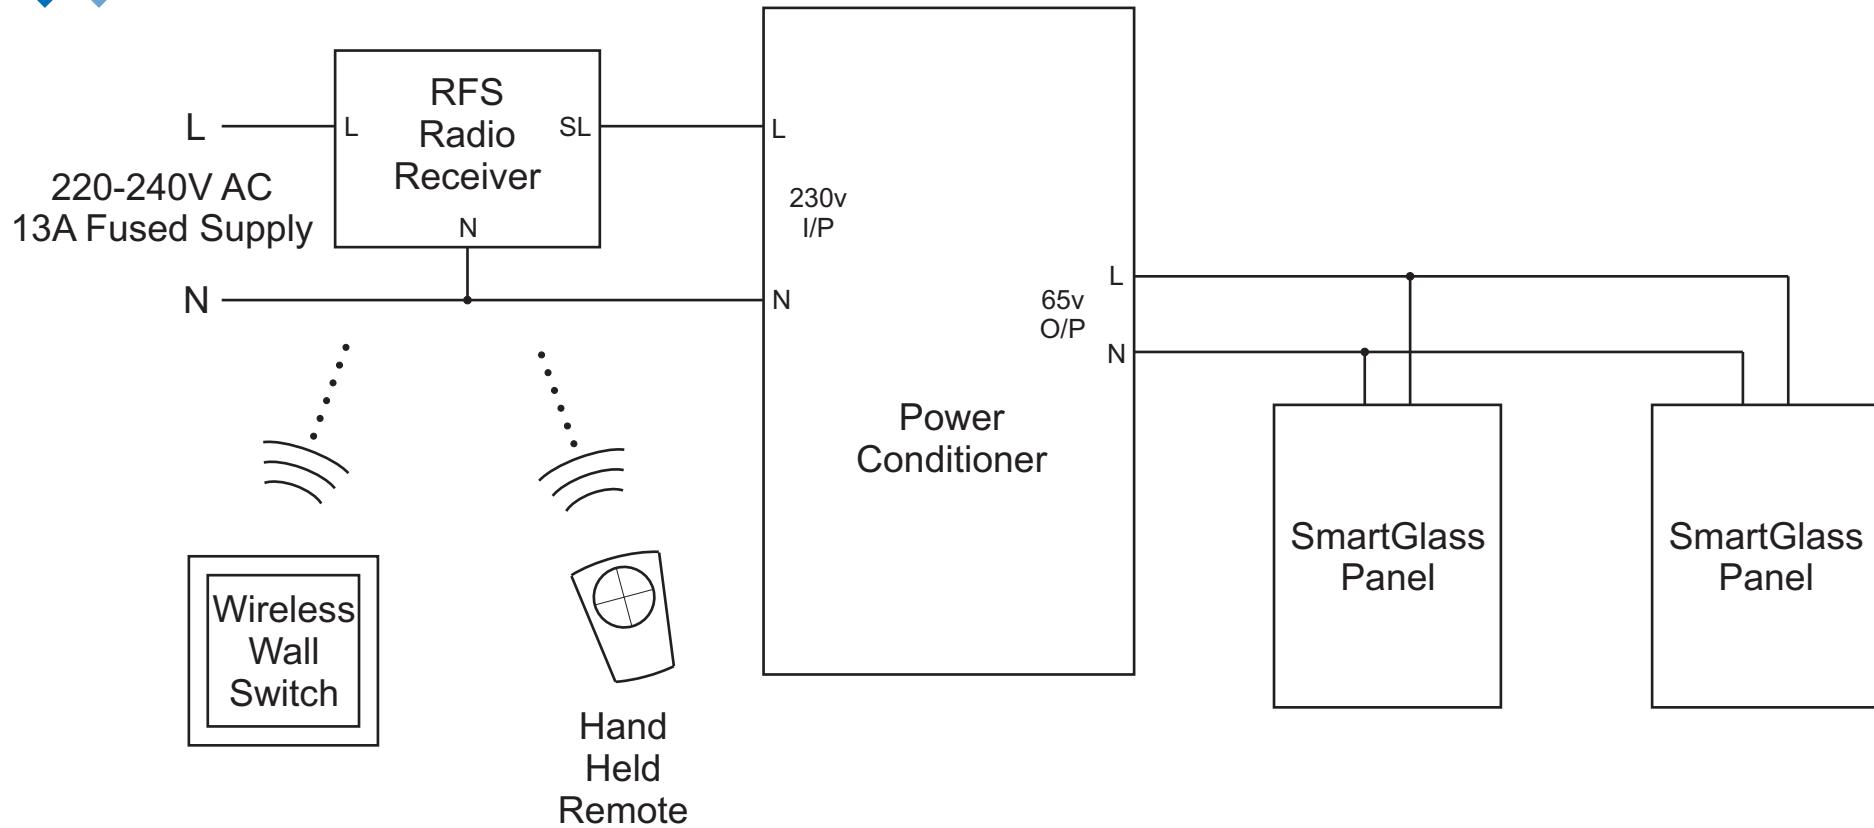 L
220-240V AC
13A Fused Supply
N
L
RFS
Radio
Receiver
SL
N
L
230v
I/P
N
Power
Conditioner
L
65v
O/P
N
SmartGlass
Panel
SmartGlass
Panel
Wireless
Wall
Switch
Hand
Held
Remote